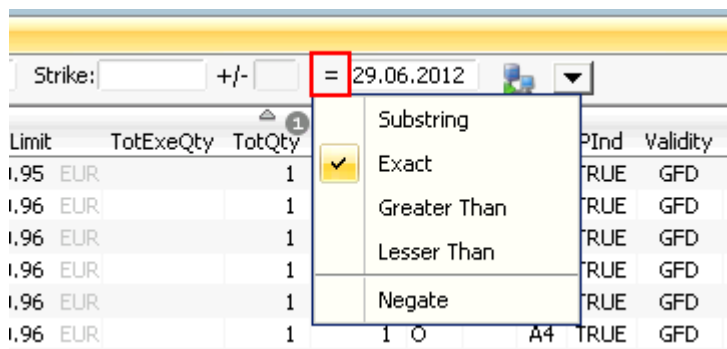 Strike: +/- = 29.06.2012
Substring
Exact
Greater Than
Lesser Than
Negate
1
Limit TotExeQty TotQty PInd Validity
.95 EUR 1 TRUE GFD
.96 EUR 1 TRUE GFD
.96 EUR 1 TRUE GFD
.96 EUR 1 TRUE GFD
.96 EUR 1 TRUE GFD
.96 EUR 1 1 O A4 TRUE GFD